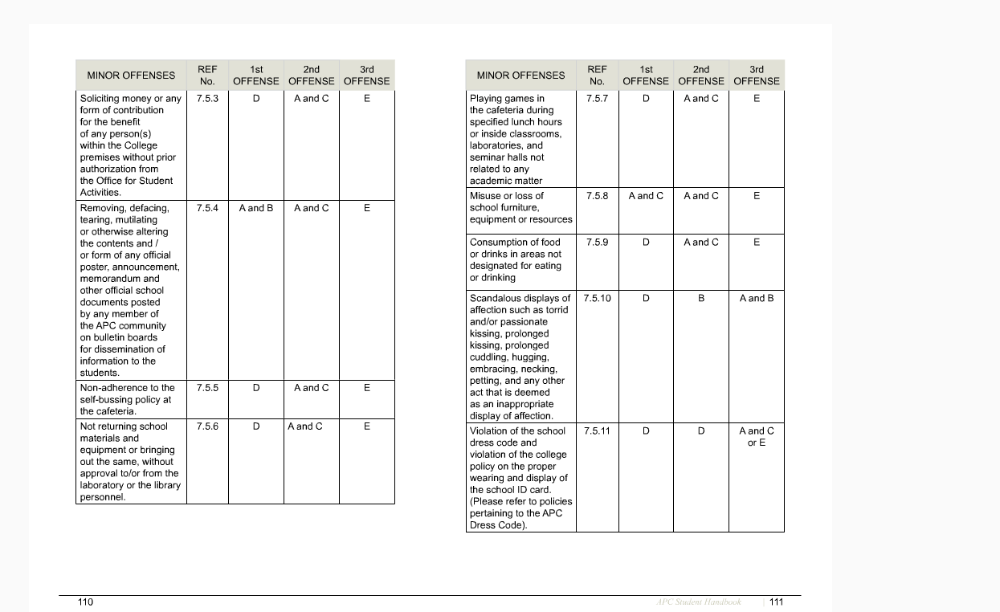 MINOR OFFENSES REF No. 1st OFFENSE 2nd OFFENSE 3rd OFFENSE
Soliciting money or any 7.5.3 D A and C E
form of contribution
for the benefit
of any person(s)
within the College
premises without prior
authorization from
the Office for Student
Activities.
Removing, defacing, 7.5.4 A and B A and C E
tearing, mutilating
or otherwise altering
the contents and /
or form of any official
poster, announcement,
memorandum and
other official school
documents posted
by any member of
the APC community
on bulletin boards
for dissemination of
information to the
students.
Non-adherence to the 7.5.5 D A and C E
self-bussing policy at
the cafeteria.
Not returning school 7.5.6 D A and C E
materials and
equipment or bringing
out the same, without
approval to/or from the
laboratory or the library
personnel.
110
MINOR OFFENSES REF No. 1st OFFENSE 2nd OFFENSE 3rd OFFENSE
Playing games in 7.5.7 D A and C E
the cafeteria during
specified lunch hours
or inside classrooms,
laboratories, and
seminar halls not
related to any
academic matter
Misuse or loss of 7.5.8 A and C A and C E
school furniture,
equipment or resources
Consumption of food 7.5.9 D A and C E
or drinks in areas not
designated for eating
or drinking
Scandalous displays of 7.5.10 D B A and B
affection such as torrid
and/or passionate
kissing, prolonged
kissing, prolonged
cuddling, hugging,
embracing, necking,
petting, and any other
act that is deemed
as an inappropriate
display of affection.
Violation of the school 7.5.11 D D A and C
dress code and or E
violation of the college
policy on the proper
wearing and display of
the school ID card.
(Please refer to policies
pertaining to the APC
Dress Code).
APC Student Handbook | 111